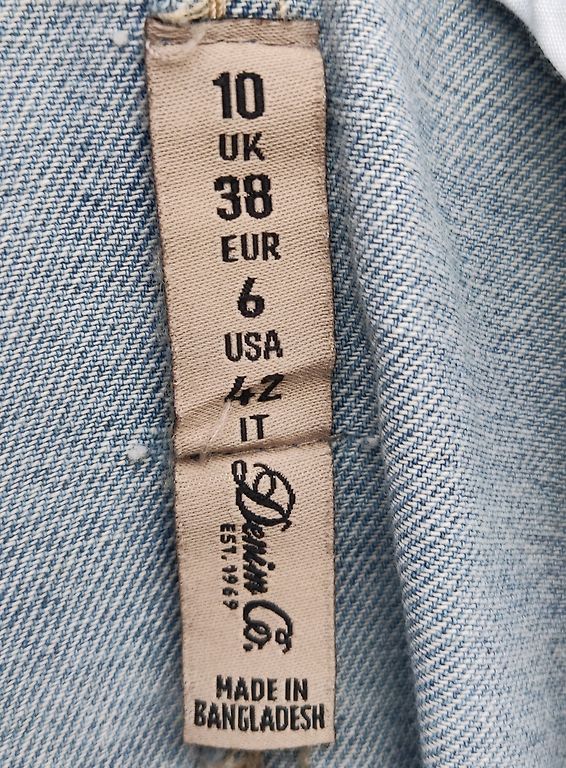 10
UK
38
EUR
6
USA
42
IT
Denim Co.
EST. 1969
MADE IN
BANGLADESH